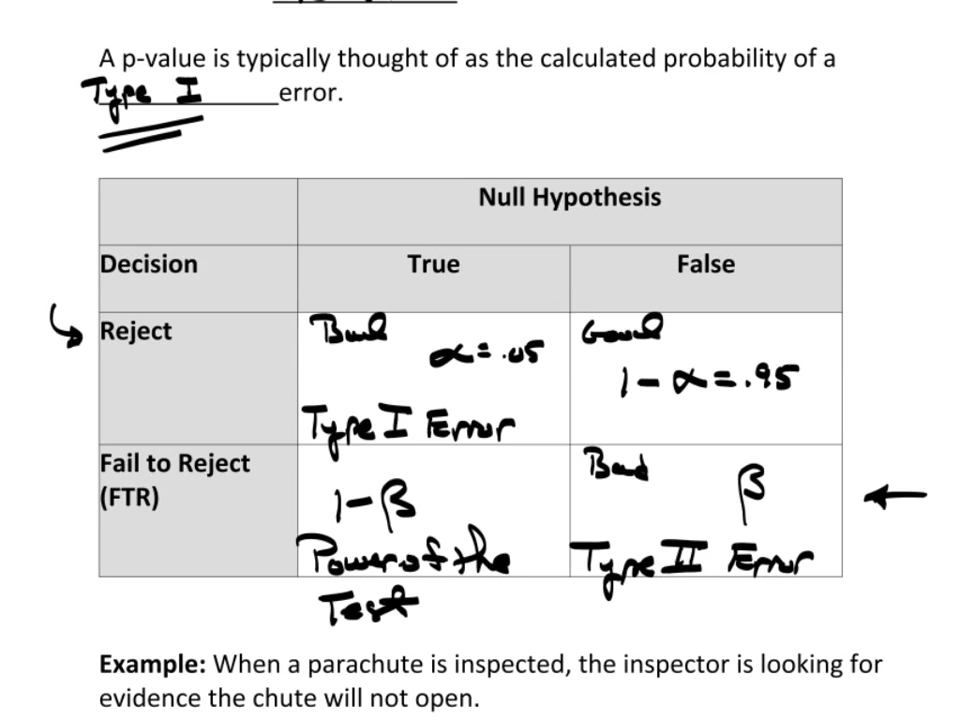 A p-value is typically thought of as the calculated probability of a
Type I error.
Null Hypothesis
Decision True False
Reject Bad α = .05 Good 1 - α = .95
Type I Error
Fail to Reject (FTR) 1-β Bad β
Power of the Test Type II Error
Example: When a parachute is inspected, the inspector is looking for
evidence the chute will not open.